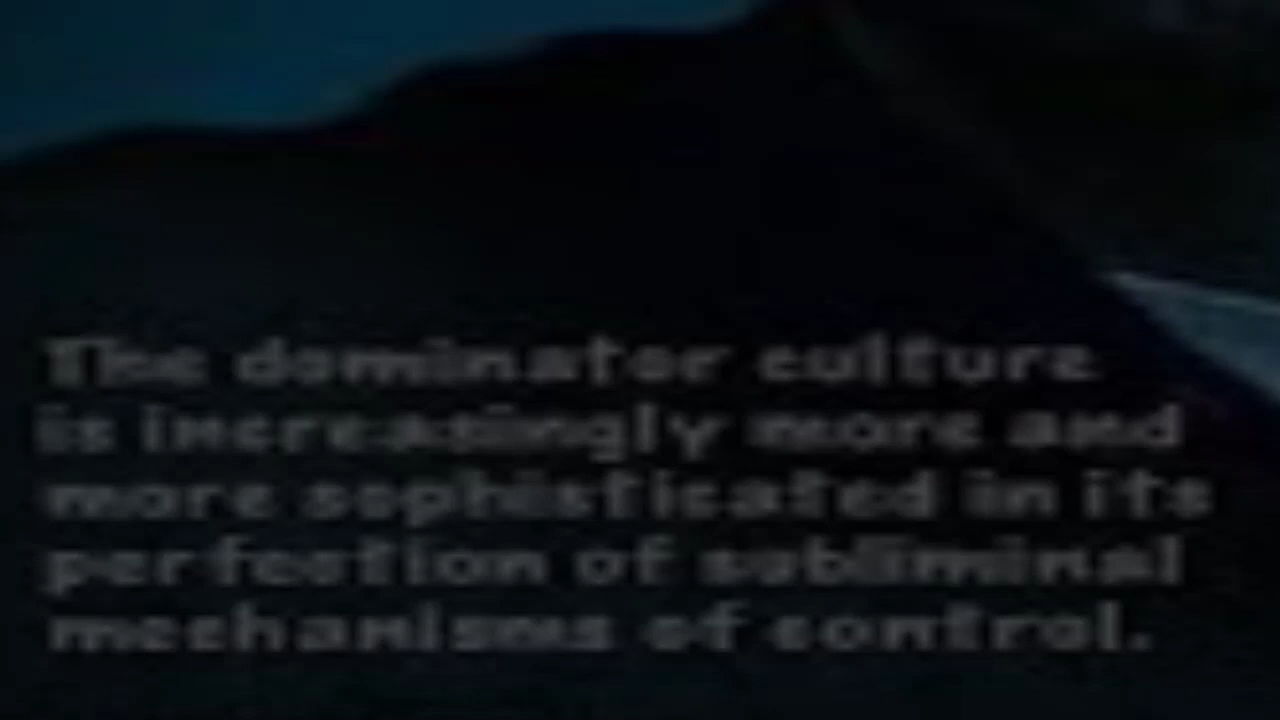 The dominator culture
is increasingly more and
more sophisticated in its
perfection of subliminal
mechanisms of control.